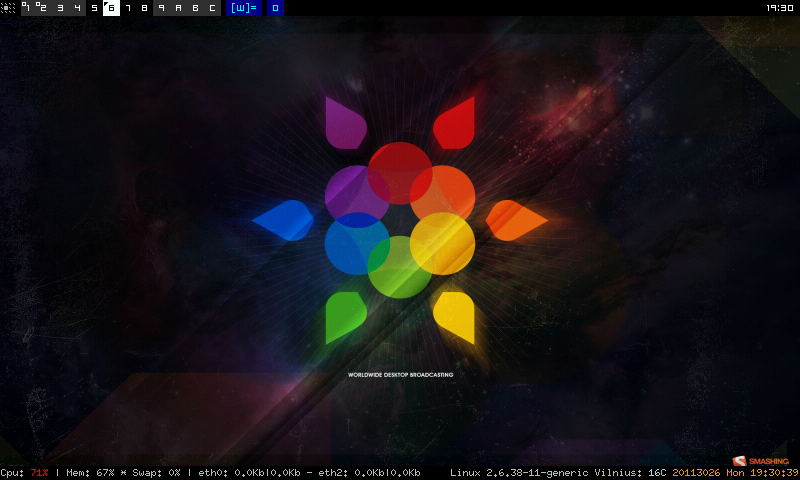 1 2 3 4 5 6 7 8 9 A B C [W]= 0 19:30
WORLDWIDE DESKTOP BROADCASTING
SMASHING
Cpu: 71% | Mem: 67% * Swap: 0% | eth0: 0.0Kb|0.0Kb - eth2: 0.0Kb|0.0Kb Linux 2.6.38-11-generic Vilnius: 16C 20113026 Mon 19:30:39